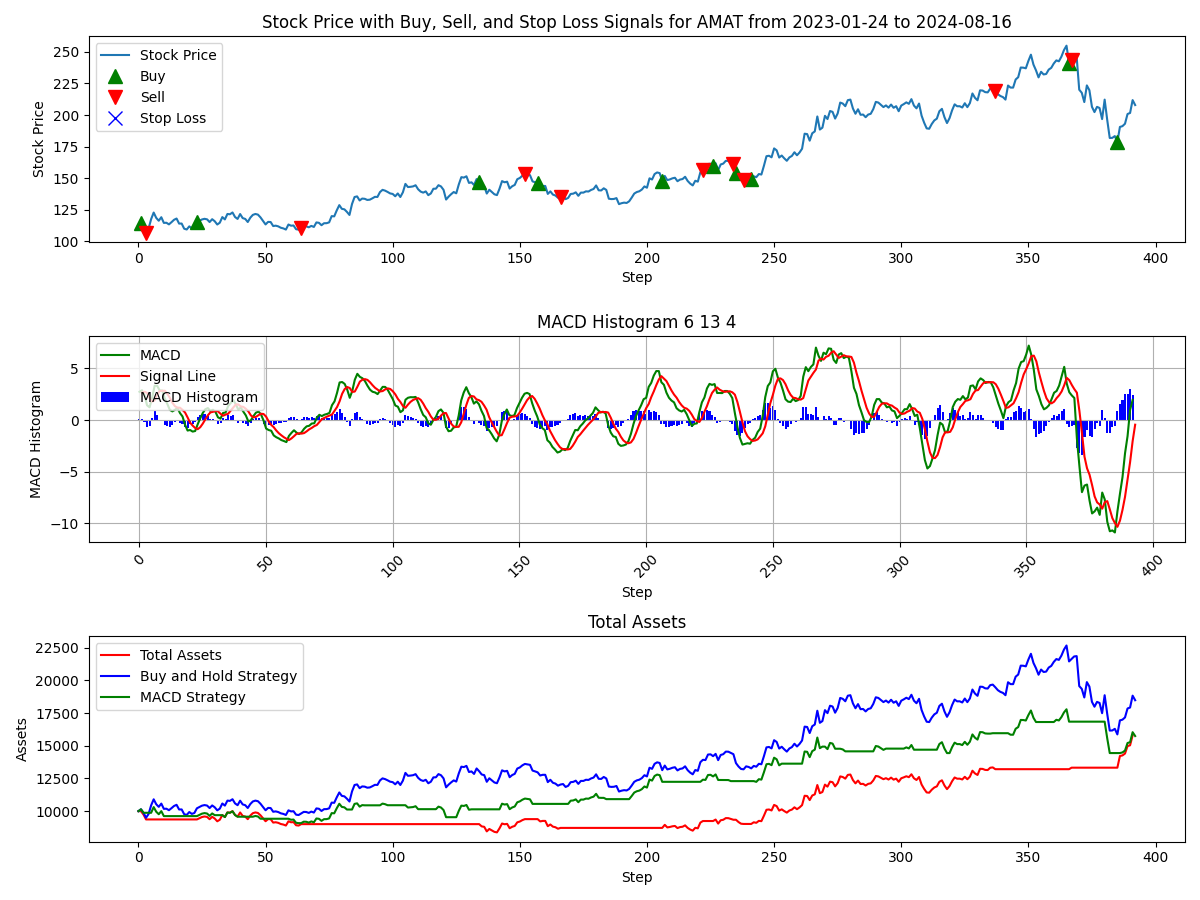 Stock Price with Buy, Sell, and Stop Loss Signals for AMAT from 2023-01-24 to 2024-08-16
Stock Price
250
225
200
175
150
125
100
Stock Price
Buy
Sell
Stop Loss
0 50 100 150 200 250 300 350 400
Step
MACD Histogram 6 13 4
MACD Histogram
5
0
−5
−10
MACD
Signal Line
MACD Histogram
0 50 100 150 200 250 300 350 400
Step
Total Assets
Assets
22500
20000
17500
15000
12500
10000
Total Assets
Buy and Hold Strategy
MACD Strategy
0 50 100 150 200 250 300 350 400
Step